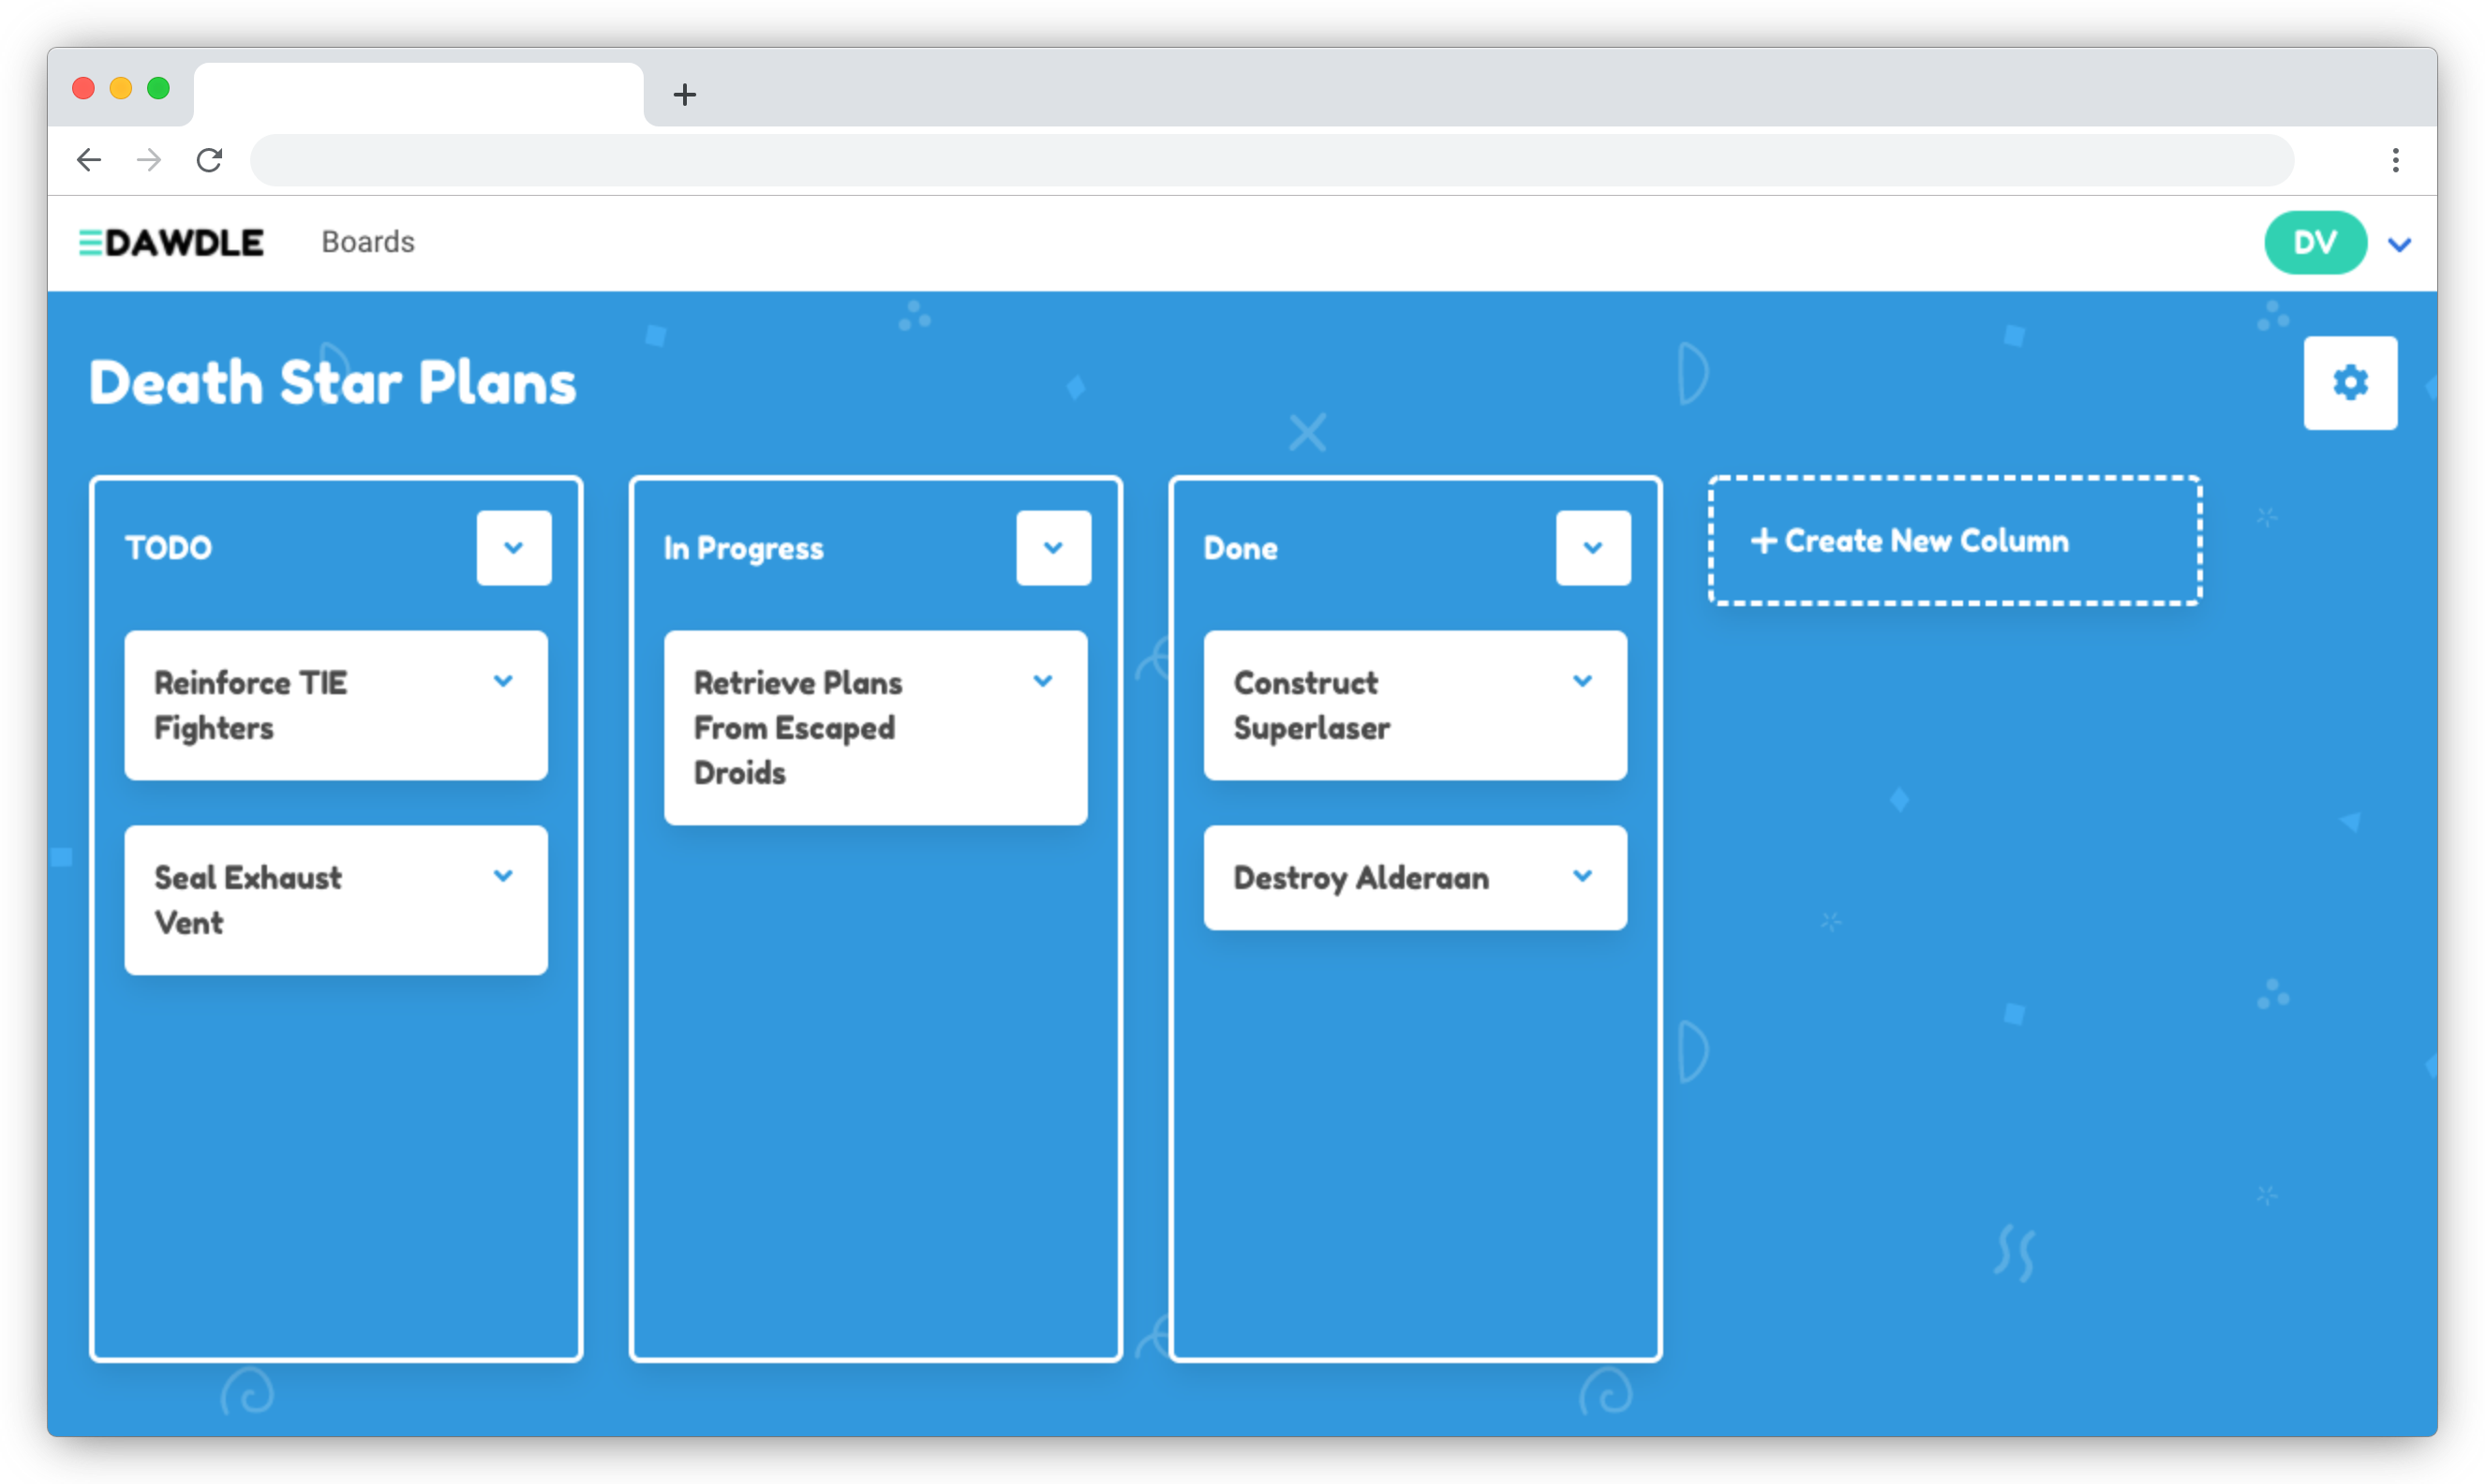 DAWDLE
Boards
DV
Death Star Plans
TODO
Reinforce TIE
Fighters
Seal Exhaust
Vent
In Progress
Retrieve Plans
From Escaped
Droids
Done
Construct
Superlaser
Destroy Alderaan
+ Create New Column